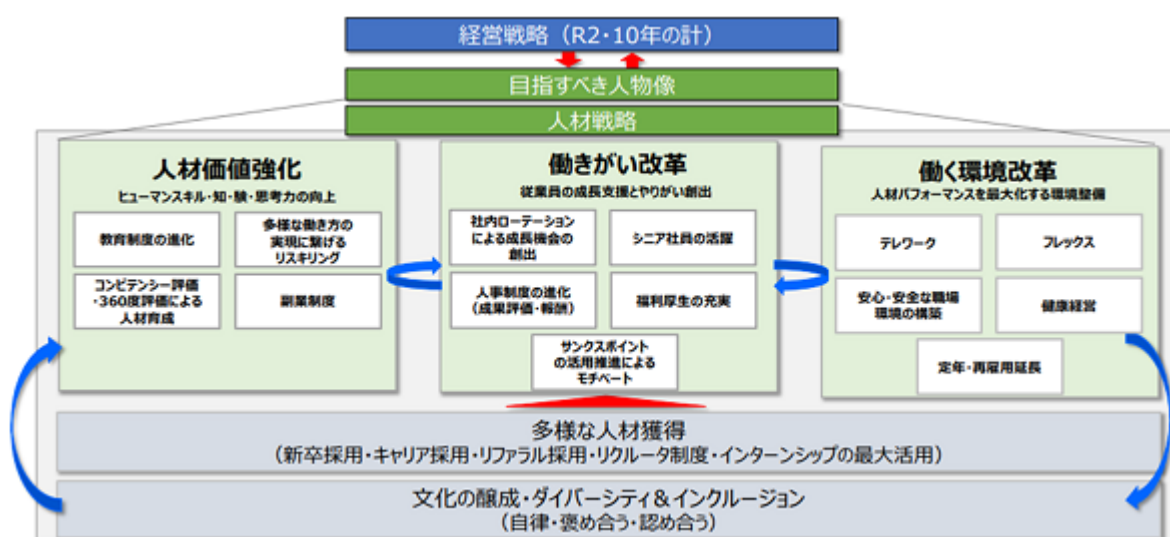 経営戦略（R2・10年の計）
目指すべき人物像
人材戦略
人材価値強化
ヒューマンスキル・知・験・思考力の向上
教育制度の進化
多様な働き方の
実現に繋げる
リスキリング
コンピテンシー評価
・360度評価による
人材育成
副業制度
働きがい改革
従業員の成長支援とやりがい創出
社内ローテーション
による成長機会の
創出
シニア社員の活躍
人事制度の進化
（成果評価・報酬）
福利厚生の充実
サンクスポイント
の活用推進による
モチベート
働く環境改革
人材パフォーマンスを最大化する環境整備
テレワーク
フレックス
安心・安全な職場
環境の構築
健康経営
定年・再雇用延長
多様な人材獲得
（新卒採用・キャリア採用・リファラル採用・リクルータ制度・インターンシップの最大活用）
文化の醸成・ダイバーシティ＆インクルージョン
（自律・褒め合う・認め合う）